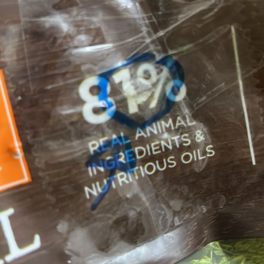 81%
REAL ANIMAL
INGREDIENTS &
NUTRITIOUS OILS
L